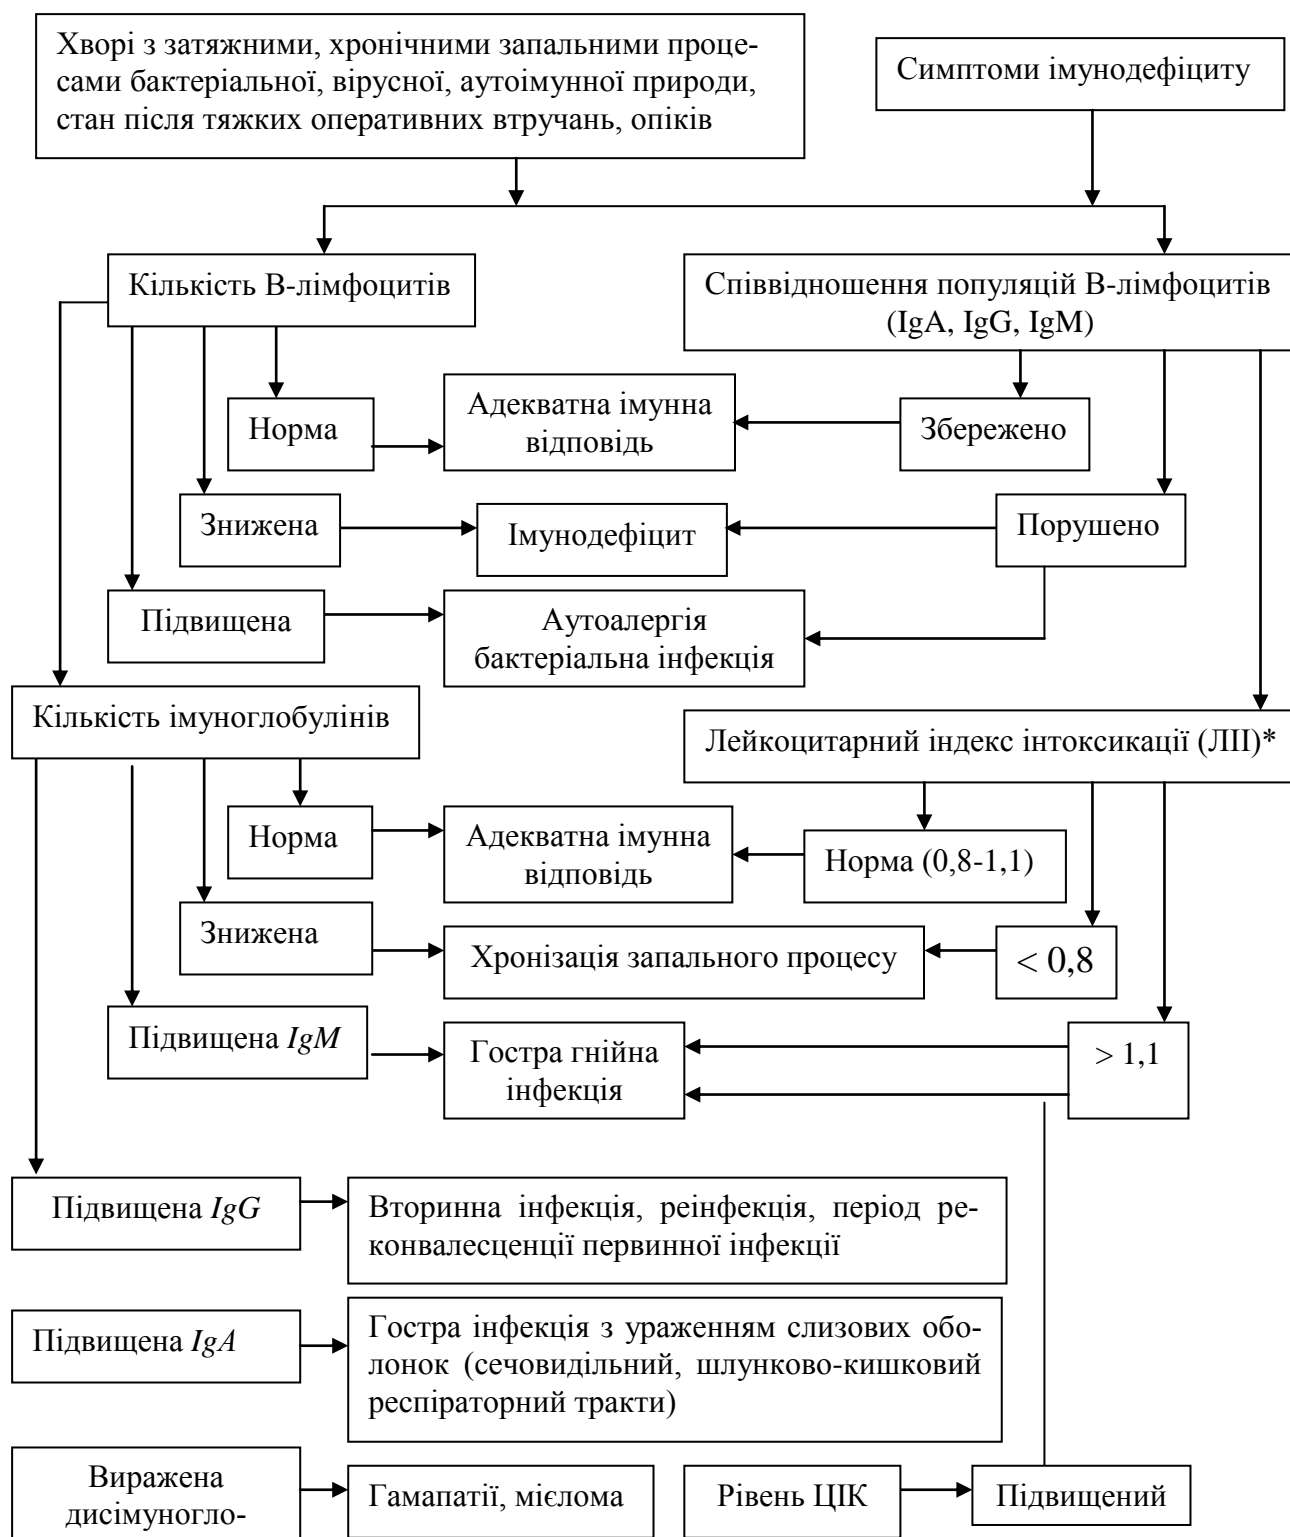 Хворі з затяжними, хронічними запальними проце-
сами бактеріальної, вірусної, аутоімунної природи,
стан після тяжких оперативних втручань, опіків
Симптоми імунодефіциту
Кількість В-лімфоцитів
Співвідношення популяцій В-лімфоцитів
(IgA, IgG, IgM)
Норма
Адекватна імунна
відповідь
Збережено
Знижена
Імунодефіцит
Порушено
Підвищена
Аутоалергія
бактеріальна інфекція
Кількість імуноглобулінів
Лейкоцитарний індекс інтоксикації (ЛІІ)*
Норма
Адекватна імунна
відповідь
Норма (0,8-1,1)
Знижена
Хронізація запального процесу
< 0,8
Підвищена IgM
Гостра гнійна
інфекція
> 1,1
Підвищена IgG
Вторинна інфекція, реінфекція, період ре-
конвалесценції первинної інфекції
Підвищена IgA
Гостра інфекція з ураженням слизових обо-
лонок (сечовидільний, шлунково-кишковий
респіраторний тракти)
Виражена
дисімуногло-
Гамапатії, мієлома
Рівень ЦІК
Підвищений